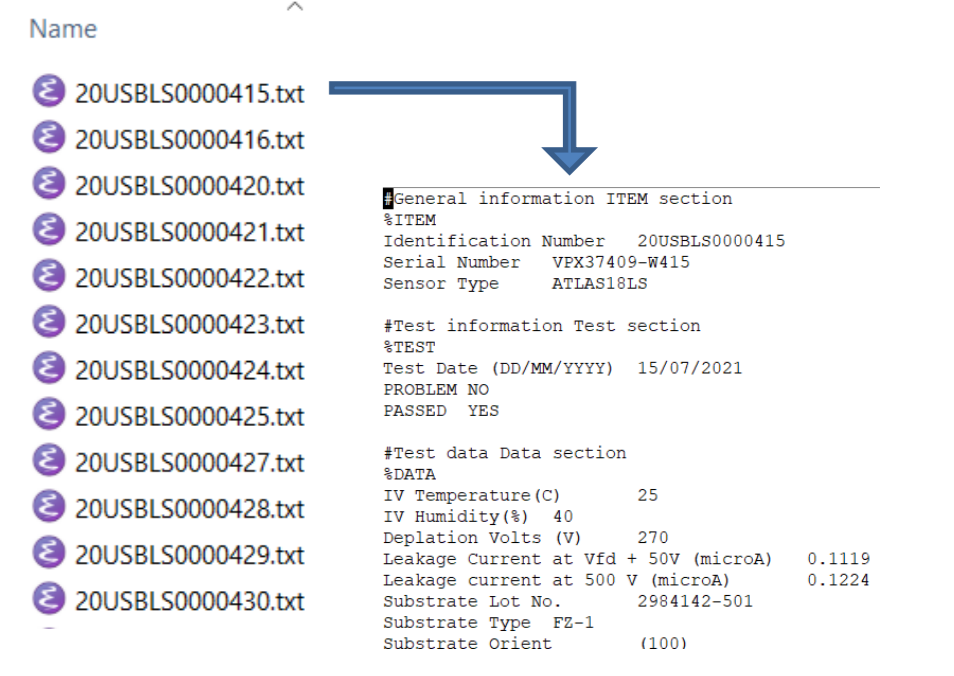 Name
20USBLS0000415.txt
20USBLS0000416.txt
20USBLS0000420.txt
20USBLS0000421.txt
20USBLS0000422.txt
20USBLS0000423.txt
20USBLS0000424.txt
20USBLS0000425.txt
20USBLS0000427.txt
20USBLS0000428.txt
20USBLS0000429.txt
20USBLS0000430.txt
#General information ITEM section
%ITEM
Identification Number 20USBLS0000415
Serial Number VPX37409-W415
Sensor Type ATLAS18LS
#Test information Test section
%TEST
Test Date (DD/MM/YYYY) 15/07/2021
PROBLEM NO
PASSED YES
#Test data Data section
%DATA
IV Temperature(C) 25
IV Humidity(%) 40
Deplation Volts (V) 270
Leakage Current at Vfd + 50V (microA) 0.1119
Leakage current at 500 V (microA) 0.1224
Substrate Lot No. 2984142-501
Substrate Type FZ-1
Substrate Orient (100)